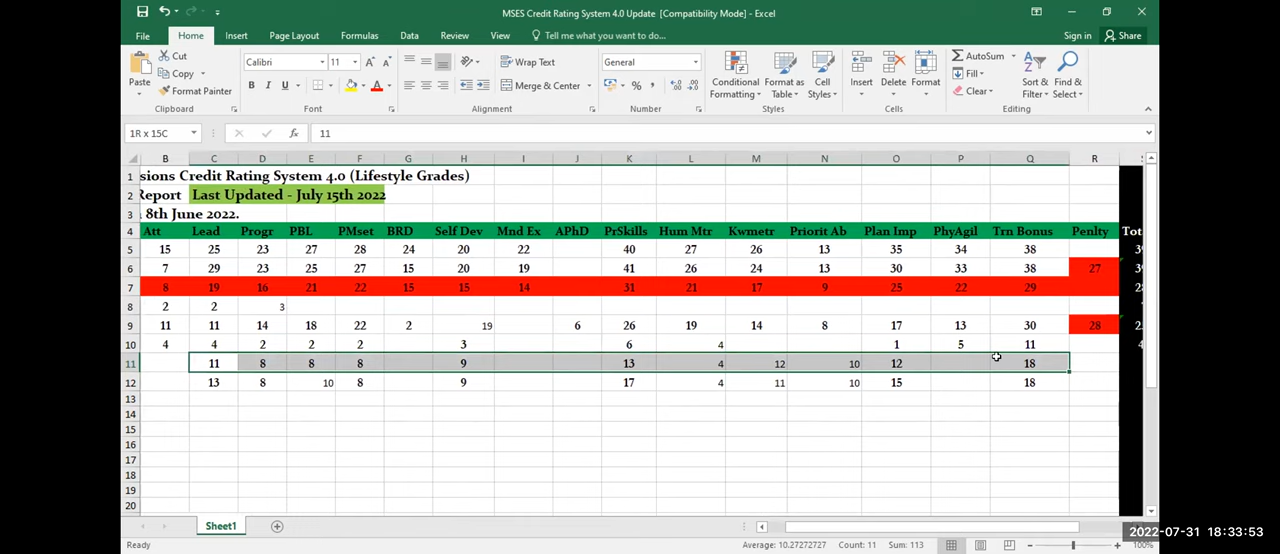 MSES Credit Rating System 4.0 Update [Compatibility Mode] - Excel
File Home Insert Page Layout Formulas Data Review View Tell me what you want to do... Sign in Share
Paste Cut Copy Format Painter Clipboard
Calibri 11 A A B I U A Font
Wrap Text Merge & Center Alignment
General % Number
Conditional Formatting Format as Table Cell Styles Styles
Insert Delete Format Cells
AutoSum Fill Clear Sort & Filter Find & Select Editing
1R x 15C fx 11
B C D E F G H I J K L M N O P Q R
1 sions Credit Rating System 4.0 (Lifestyle Grades)
2 Report Last Updated - July 15th 2022
3 8th June 2022.
4 Att Lead Progr PBL PMset BRD Self Dev Mnd Ex APhD PrSkills Hum Mtr Kwmetr Priorit Ab Plan Imp PhyAgil Trn Bonus Penlty Tot
5 15 25 23 27 28 24 20 22 40 27 26 13 35 34 38 39
6 7 29 23 25 27 15 20 19 41 26 24 13 30 33 38 27 39
7 8 19 16 21 22 15 15 14 31 21 17 9 25 22 29 28
8 2 2 3
9 11 11 14 18 22 2 19 6 26 19 14 8 17 13 30 28 2
10 4 4 2 2 2 3 6 4 1 5 11 4
11 11 8 8 8 9 13 4 12 10 12 18
12 13 8 10 8 9 17 4 11 10 15 18
13
14
15
16
17
18
19
20
Sheet1
Ready Average: 10.27272727 Count: 11 Sum: 113 100%
2022-07-31 18:33:53